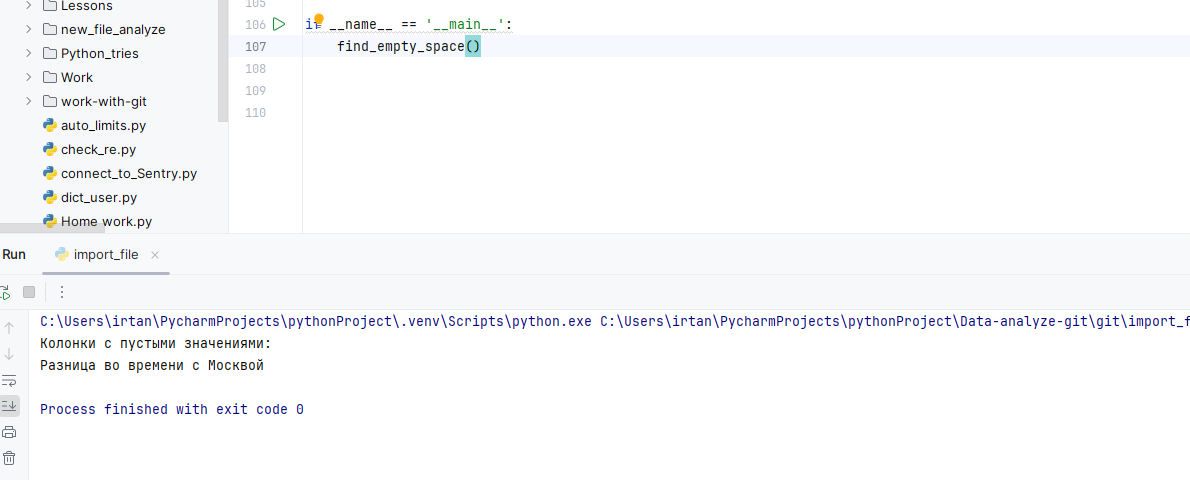 Lessons
new_file_analyze
Python_tries
Work
work-with-git
auto_limits.py
check_re.py
connect_to_Sentry.py
dict_user.py
Home work.py
105
106 if __name__ == '__main__':
107 find_empty_space()
108
109
110
Run import_file
C:\Users\irtan\PycharmProjects\pythonProject\.venv\Scripts\python.exe C:\Users\irtan\PycharmProjects\pythonProject\Data-analyze-git\git\import_f
Колонки с пустыми значениями:
Разница во времени с Москвой
Process finished with exit code 0